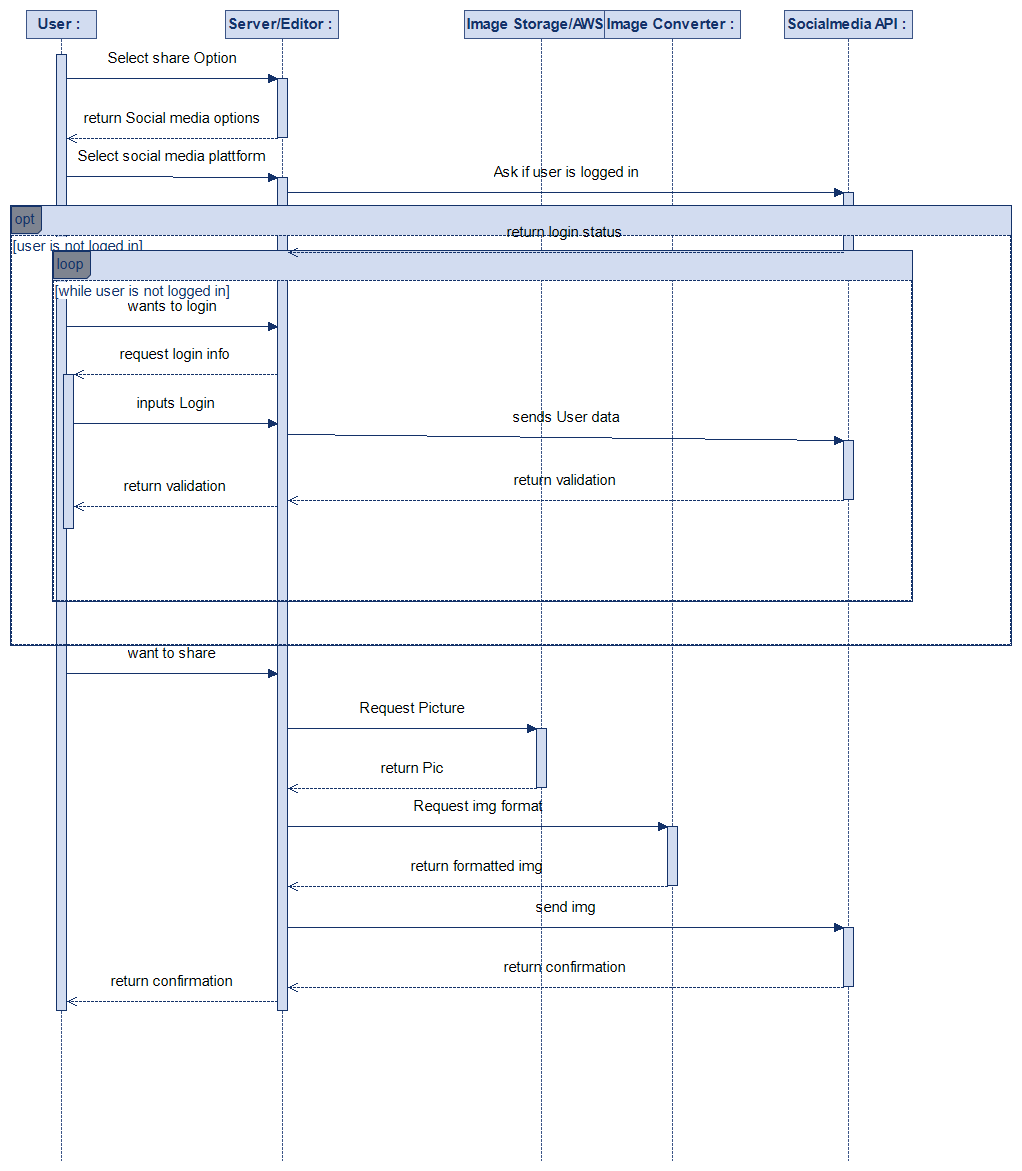 User :
Server/Editor :
Image Storage/AWS
Image Converter :
Socialmedia API :
Select share Option
return Social media options
Select social media plattform
Ask if user is logged in
opt
return login status
[user is not loged in]
loop
[while user is not logged in]
wants to login
request login info
inputs Login
sends User data
return validation
return validation
want to share
Request Picture
return Pic
Request img format
return formatted img
send img
return confirmation
return confirmation